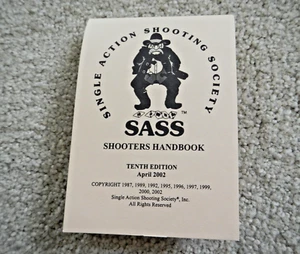 SINGLE ACTION SHOOTING SOCIETY
™
SASS
SHOOTERS HANDBOOK
TENTH EDITION
April 2002
COPYRIGHT 1987, 1989, 1992, 1995, 1996, 1997, 1999,
2000, 2002
Single Action Shooting Society®, Inc.
All Rights Reserved